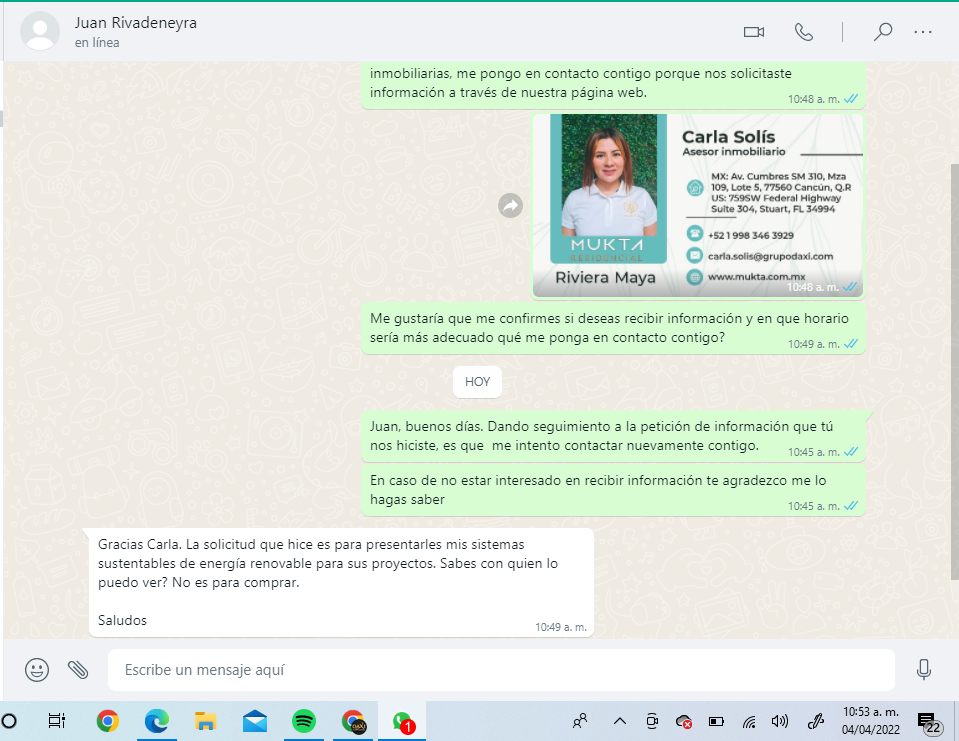 Juan Rivadeneyra
en línea
inmobiliarias, me pongo en contacto contigo porque nos solicitaste
información a través de nuestra página web.
10:48 a. m.
Carla Solís
Asesor inmobiliario
MX: Av. Cumbres SM 310, Mza
109, Lote 5, 77560 Cancún, Q.R
US: 759SW Federal Highway
Suite 304, Stuart, FL 34994
+52 1 998 346 3929
carla.solis@grupodaxi.com
www.mukta.com.mx
MUKTA
RESIDENCIAL
Riviera Maya
10:48 a. m.
Me gustaría que me confirmes si deseas recibir información y en que horario
sería más adecuado qué me ponga en contacto contigo?
10:49 a. m.
HOY
Juan, buenos días. Dando seguimiento a la petición de información que tú
nos hiciste, es que  me intento contactar nuevamente contigo.
10:45 a. m.
En caso de no estar interesado en recibir información te agradezco me lo
hagas saber
10:45 a. m.
Gracias Carla. La solicitud que hice es para presentarles mis sistemas
sustentables de energía renovable para sus proyectos. Sabes con quien lo
puedo ver? No es para comprar.
Saludos
10:49 a. m.
Escribe un mensaje aquí
DAXI
1
10:53 a. m.
04/04/2022
22